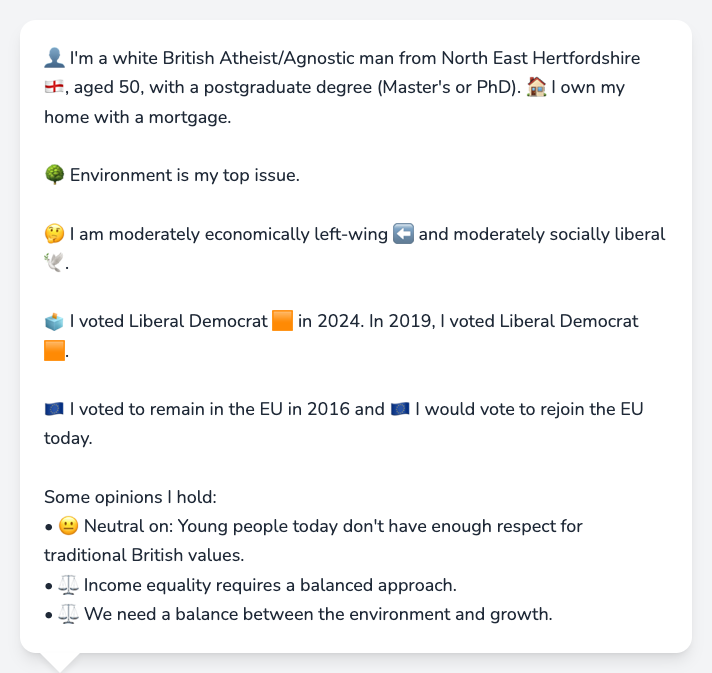 👤 I'm a white British Atheist/Agnostic man from North East Hertfordshire
🏴󠁧󠁢󠁥󠁮󠁧󠁿, aged 50, with a postgraduate degree (Master's or PhD). 🏠 I own my
home with a mortgage.
🌳 Environment is my top issue.
🤔 I am moderately economically left-wing ⬅️ and moderately socially liberal
🕊️.
🗳️ I voted Liberal Democrat 🟧 in 2024. In 2019, I voted Liberal Democrat
🟧.
🇪🇺 I voted to remain in the EU in 2016 and 🇪🇺 I would vote to rejoin the EU
today.
Some opinions I hold:
• 😐 Neutral on: Young people today don't have enough respect for
traditional British values.
• ⚖️ Income equality requires a balanced approach.
• ⚖️ We need a balance between the environment and growth.